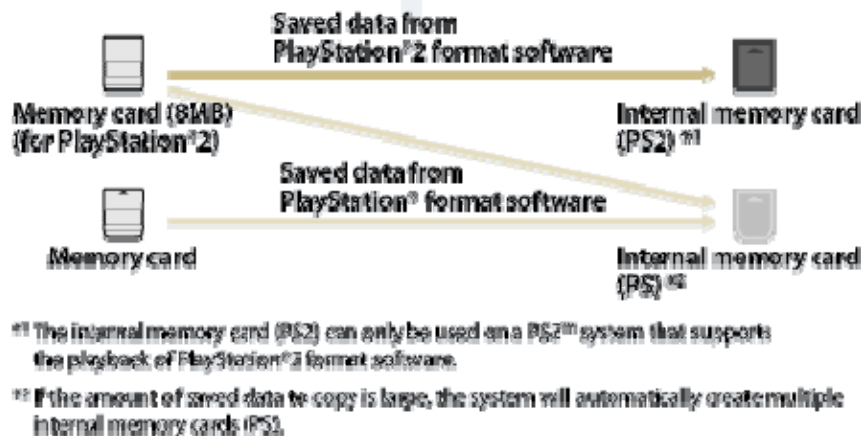 Saved data from
PlayStation®2 format software
Memory card (8MB)
(for PlayStation®2)
Internal memory card
(PS2) *1
Saved data from
PlayStation® format software
Memory card
Internal memory card
(PS) *2
*1 The internal memory card (PS2) can only be used on a PS3™ system that supports
the playback of PlayStation®2 format software.
*2 If the amount of saved data to copy is large, the system will automatically create multiple
internal memory cards (PS).